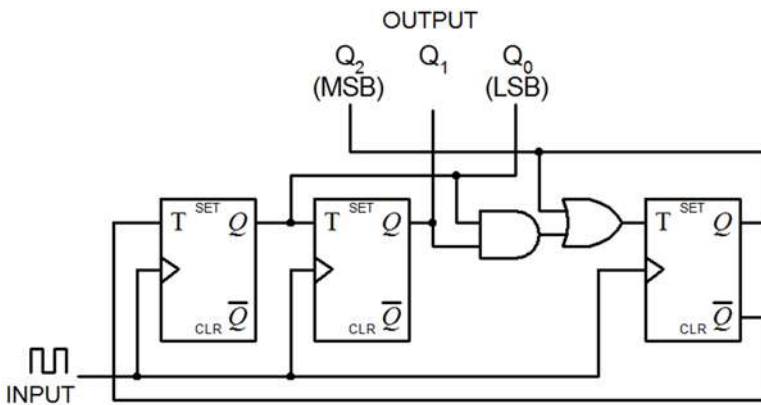 OUTPUT
Q2 Q1 Q0
(MSB) (LSB)
SET SET SET
T Q T Q T Q
Q̅ Q̅ Q̅
CLR CLR CLR
INPUT